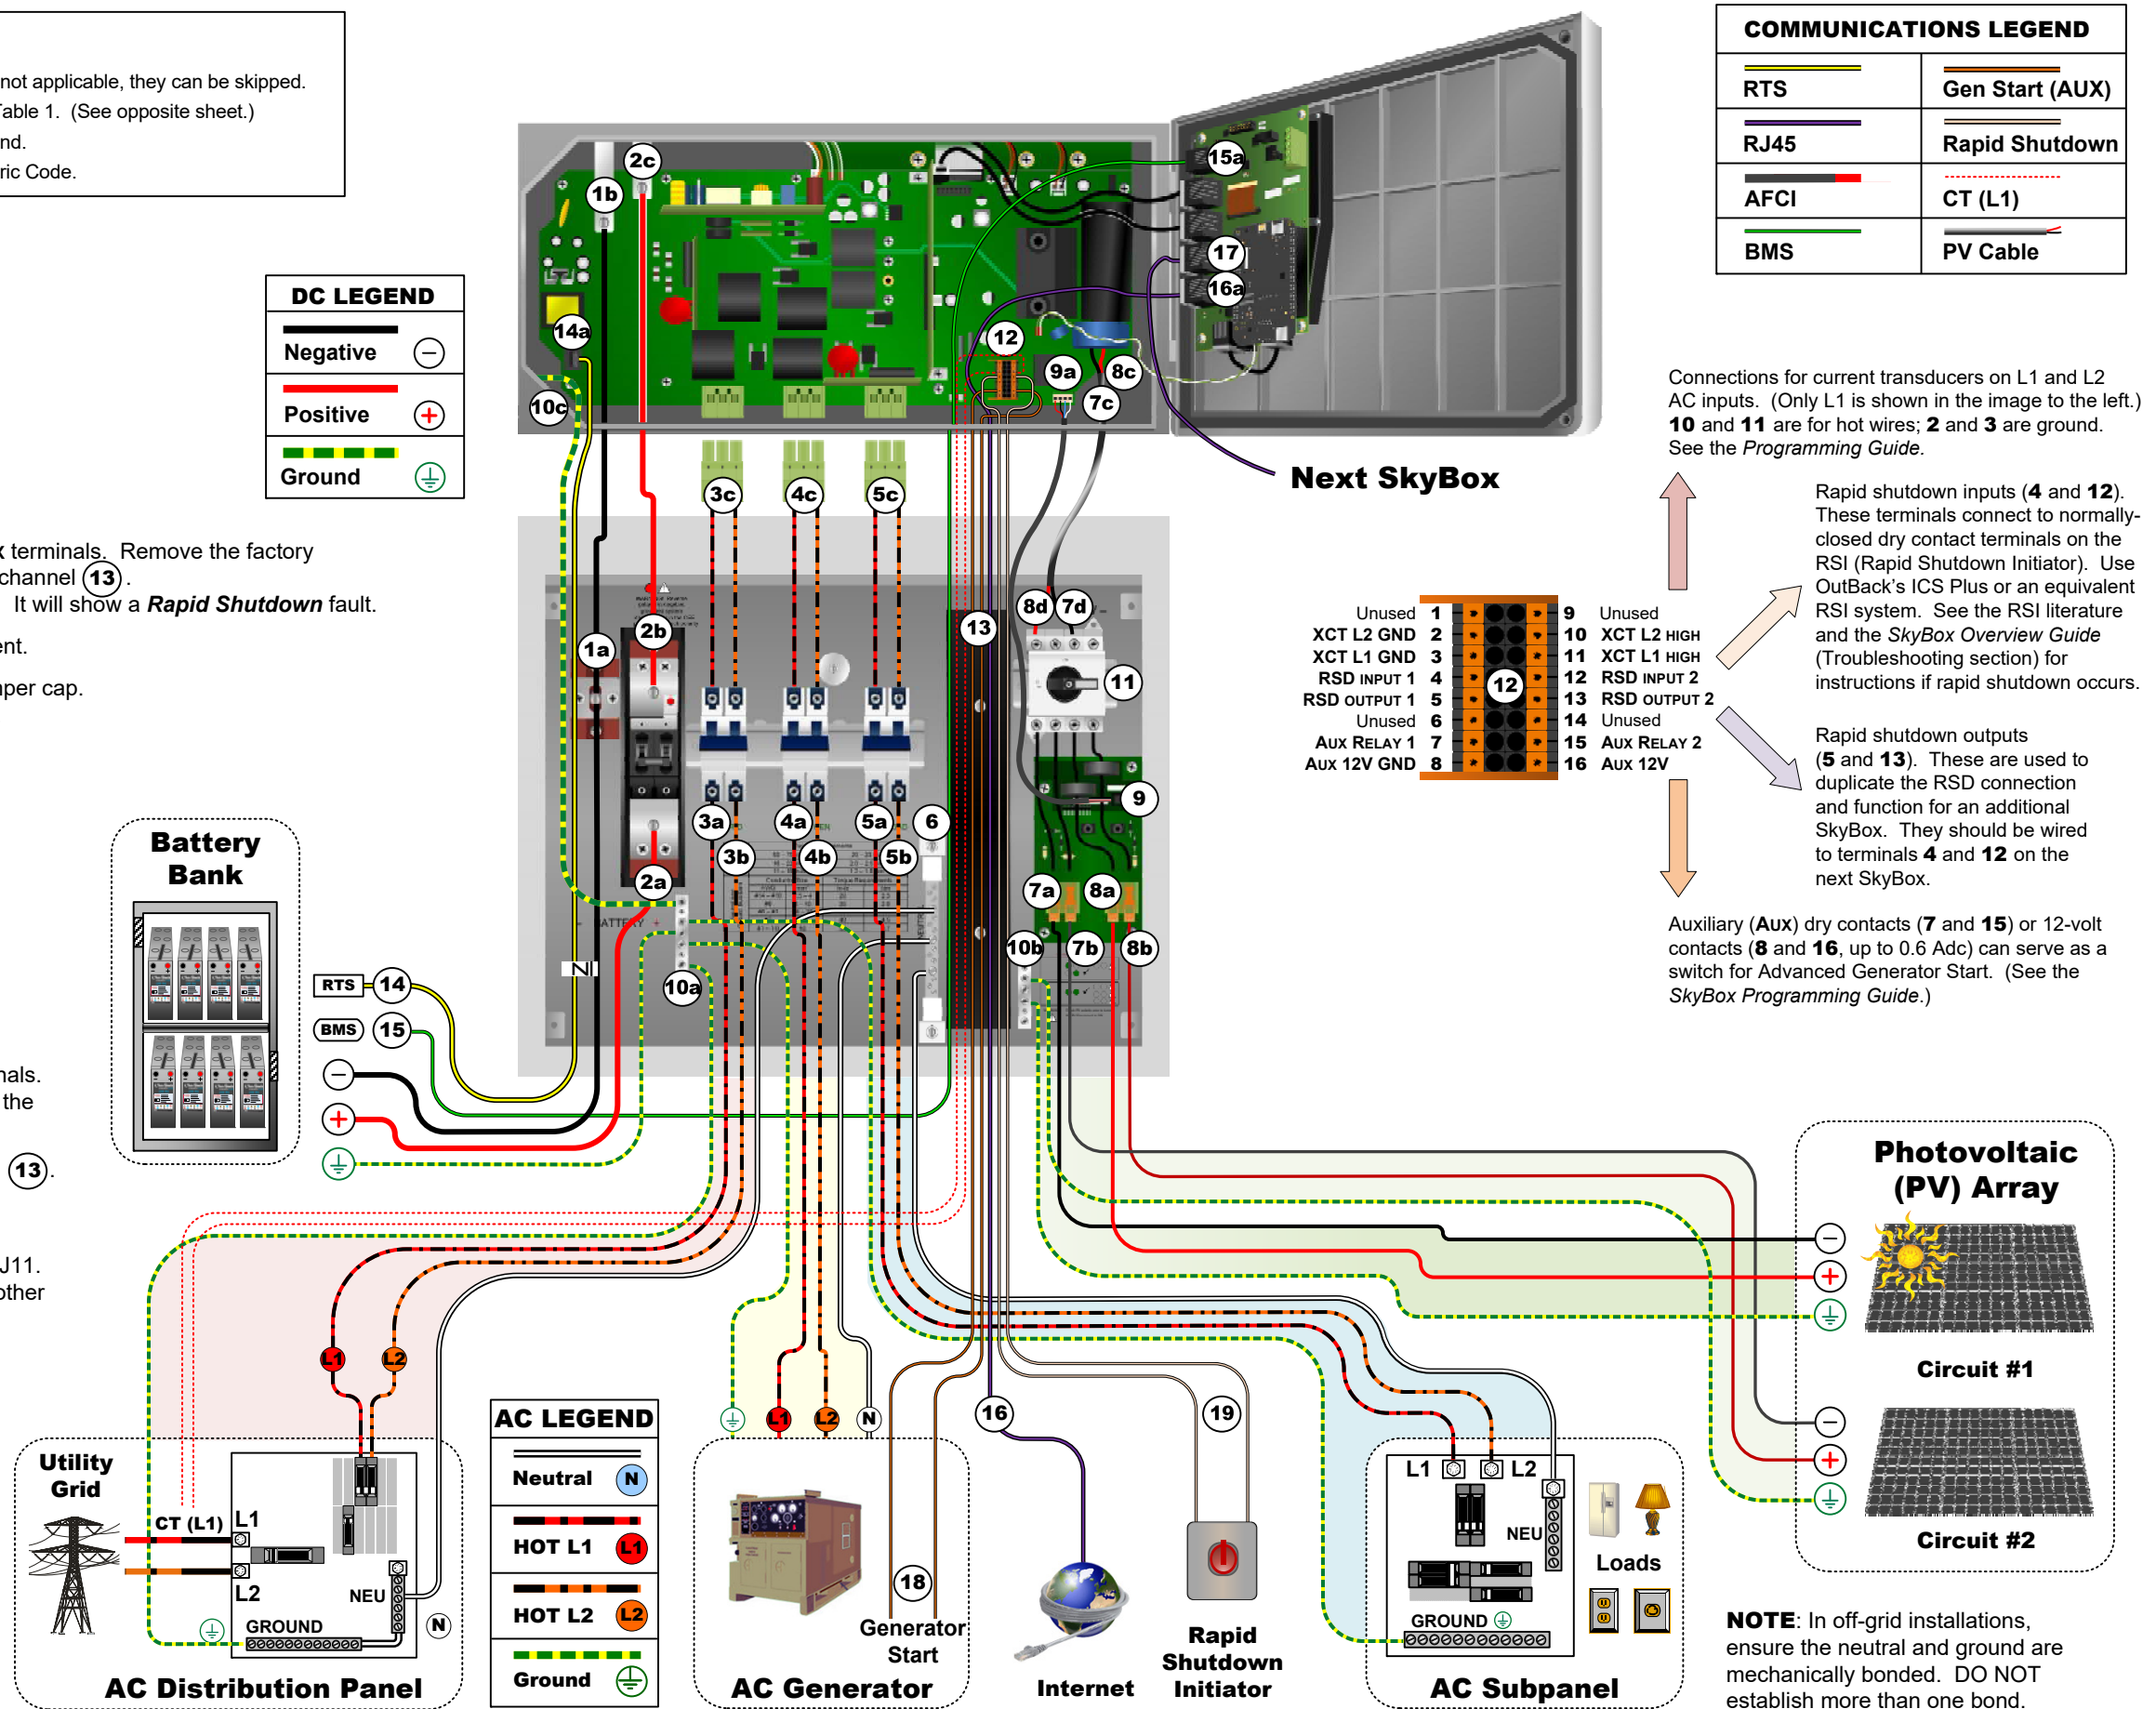 not applicable, they can be skipped.
Table 1. (See opposite sheet.)
nd.
ric Code.
COMMUNICATIONS LEGEND
RTS
Gen Start (AUX)
RJ45
Rapid Shutdown
AFCI
CT (L1)
BMS
PV Cable
DC LEGEND
Negative
Positive
Ground
2c
1b
15a
17
16a
14a
12
9a
8c
10c
7c
3c
4c
5c
Next SkyBox
Connections for current transducers on L1 and L2
AC inputs. (Only L1 is shown in the image to the left.)
10 and 11 are for hot wires; 2 and 3 are ground.
See the Programming Guide.
Rapid shutdown inputs (4 and 12).
These terminals connect to normally-
closed dry contact terminals on the
RSI (Rapid Shutdown Initiator). Use
OutBack's ICS Plus or an equivalent
RSI system. See the RSI literature
and the SkyBox Overview Guide
(Troubleshooting section) for
instructions if rapid shutdown occurs.
x terminals. Remove the factory
channel 13.
It will show a Rapid Shutdown fault.
ent.
nper cap.
8d
7d
13
2b
1a
11
Unused 1
XCT L2 GND 2
XCT L1 GND 3
RSD INPUT 1 4
RSD OUTPUT 1 5
Unused 6
AUX RELAY 1 7
AUX 12V GND 8
12
9 Unused
10 XCT L2 HIGH
11 XCT L1 HIGH
12 RSD INPUT 2
13 RSD OUTPUT 2
14 Unused
15 AUX RELAY 2
16 AUX 12V
Rapid shutdown outputs
(5 and 13). These are used to
duplicate the RSD connection
and function for an additional
SkyBox. They should be wired
to terminals 4 and 12 on the
next SkyBox.
Auxiliary (AUX) dry contacts (7 and 15) or 12-volt
contacts (8 and 16, up to 0.6 Adc) can serve as a
switch for Advanced Generator Start. (See the
SkyBox Programming Guide.)
9
3a
4a
5a
6
3b
4b
5b
2a
7a
8a
BATTERY +
NEUTRAL
10b
7b
8b
10a
Battery
Bank
RTS
14
BMS
15
nals.
the
13.
J11.
other
Photovoltaic
(PV) Array
Circuit #1
Circuit #2
L1
L2
AC LEGEND
Neutral N
HOT L1 L1
HOT L2 L2
Ground
L1
L2
N
16
19
Utility
Grid
CT (L1)
L1
L2
NEU
N
GROUND
AC Distribution Panel
18
Generator
Start
AC Generator
Internet
Rapid
Shutdown
Initiator
L1
L2
NEU
Loads
GROUND
AC Subpanel
NOTE: In off-grid installations,
ensure the neutral and ground are
mechanically bonded. DO NOT
establish more than one bond.